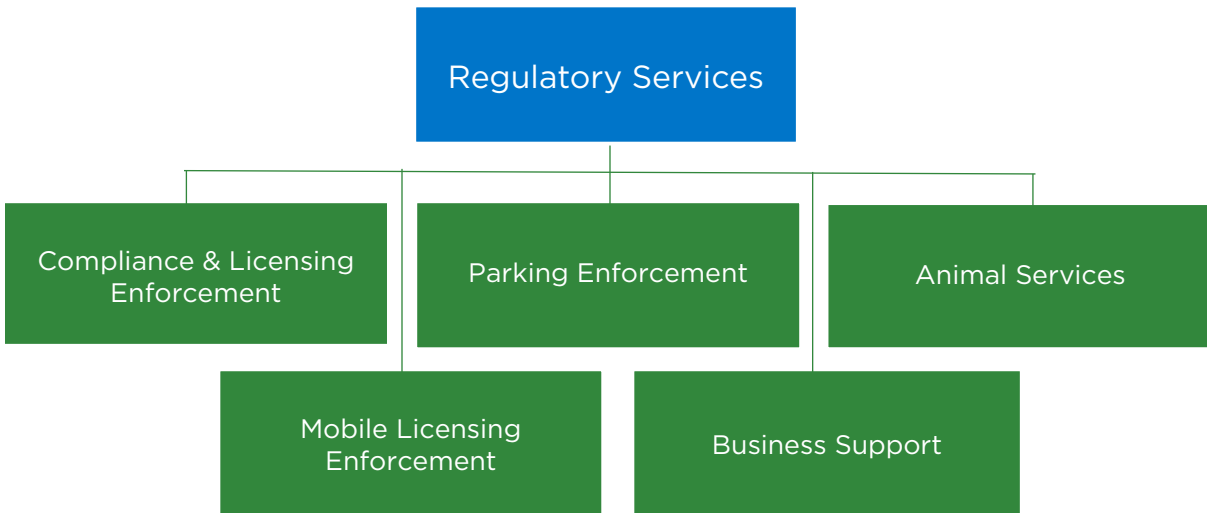 Regulatory Services
Compliance & Licensing
Enforcement
Parking Enforcement
Animal Services
Mobile Licensing
Enforcement
Business Support